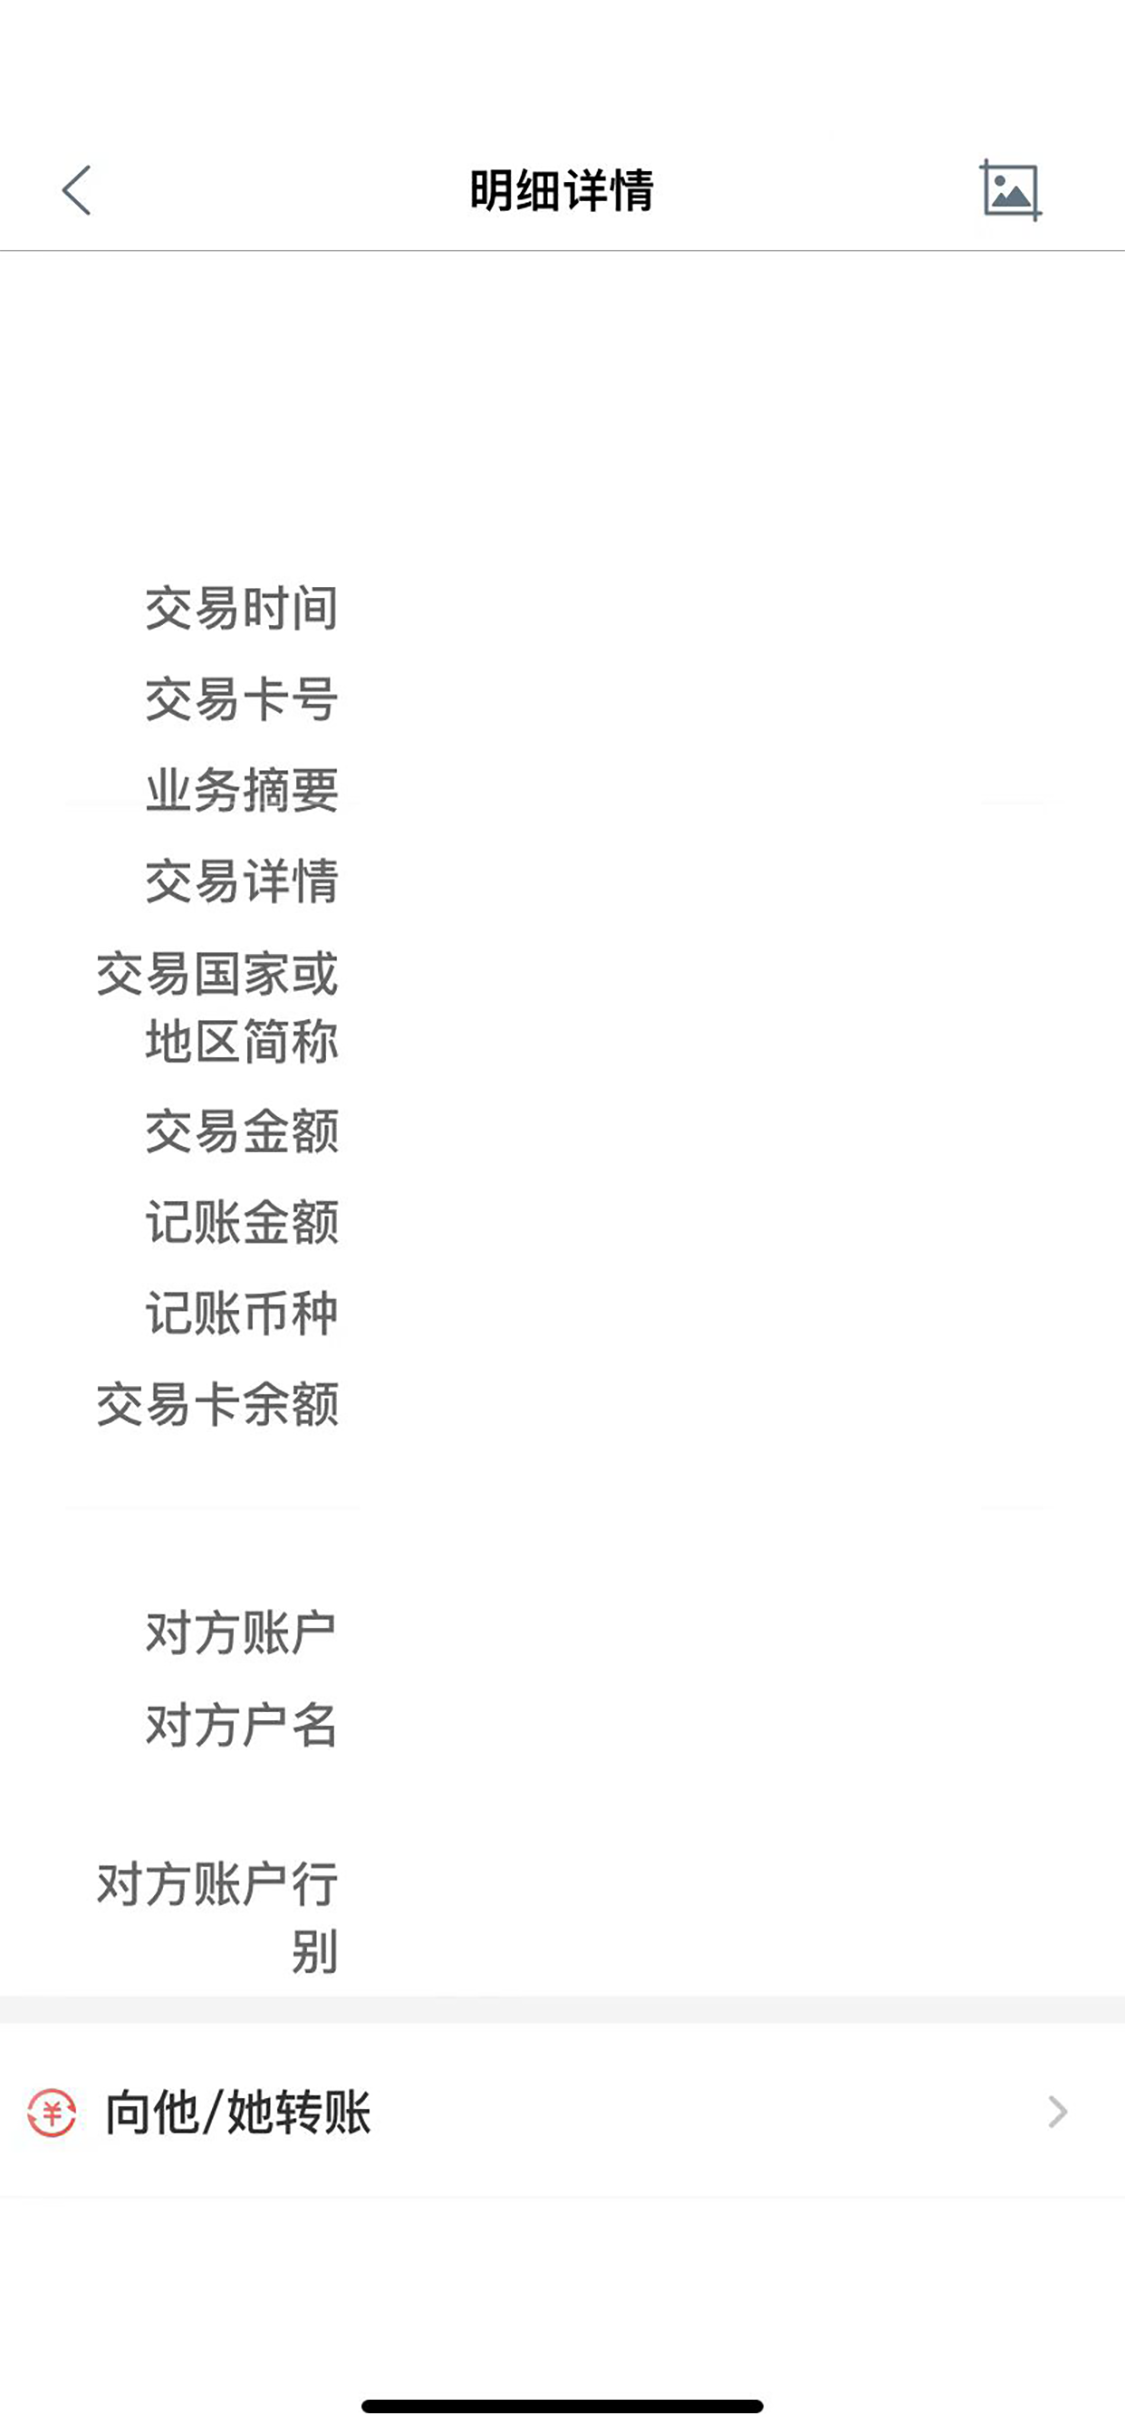 明细详情
交易时间
交易卡号
业务摘要
交易详情
交易国家或
地区简称
交易金额
记账金额
记账币种
交易卡余额
对方账户
对方户名
对方账户行
别
向他/她转账